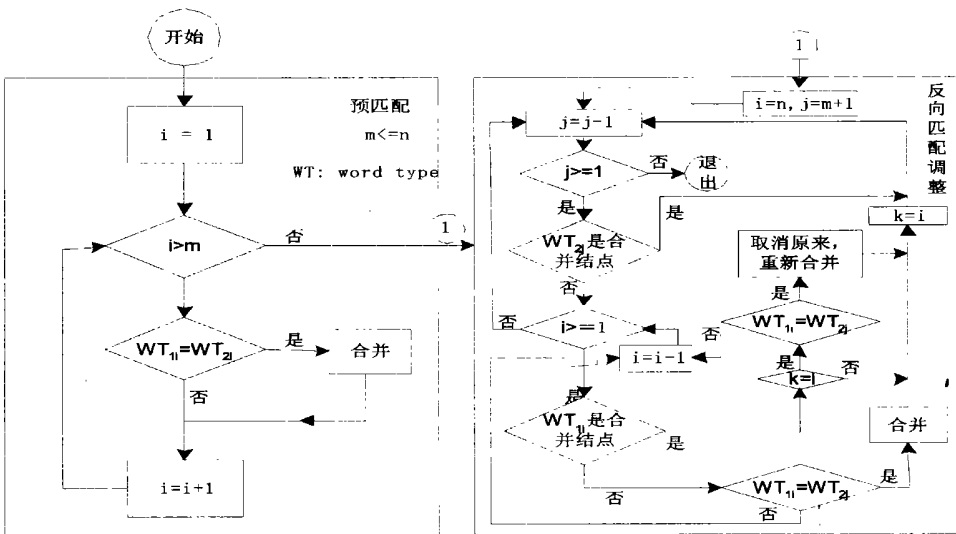 开始
预匹配
m<=n
WT: word type
i = 1
i>m
否
1
WT₁ᵢ=WT₂ⱼ
是
合并
否
i=i+1
1
i=n, j=m+1
反向匹配调整
j=j-1
j>=1
否
退出
是
WT₂ⱼ是合并结点
是
k=i
否
取消原来,
重新合并
是
i>==1
否
i=i-1
否
WT₁ᵢ=WT₂ⱼ
是
k=j
否
是
WT₁ᵢ是合并结点
是
合并
否
WT₁ᵢ=WT₂ⱼ
是
否